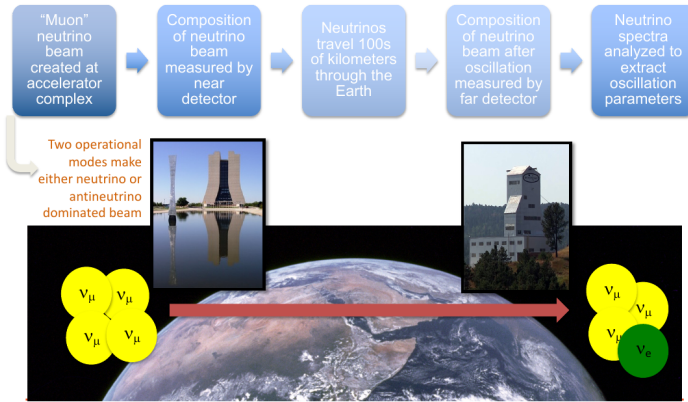 “Muon”
neutrino
beam
created at
accelerator
complex
Composition
of neutrino
beam
measured by
near
detector
Neutrinos
travel 100s
of kilometers
through the
Earth
Composition
of neutrino
beam after
oscillation
measured by
far detector
Neutrino
spectra
analyzed to
extract
oscillation
parameters
Two operational
modes make
either neutrino or
antineutrino
dominated beam
νμ
νμ
νμ
νμ
νμ
νμ
νμ
νe